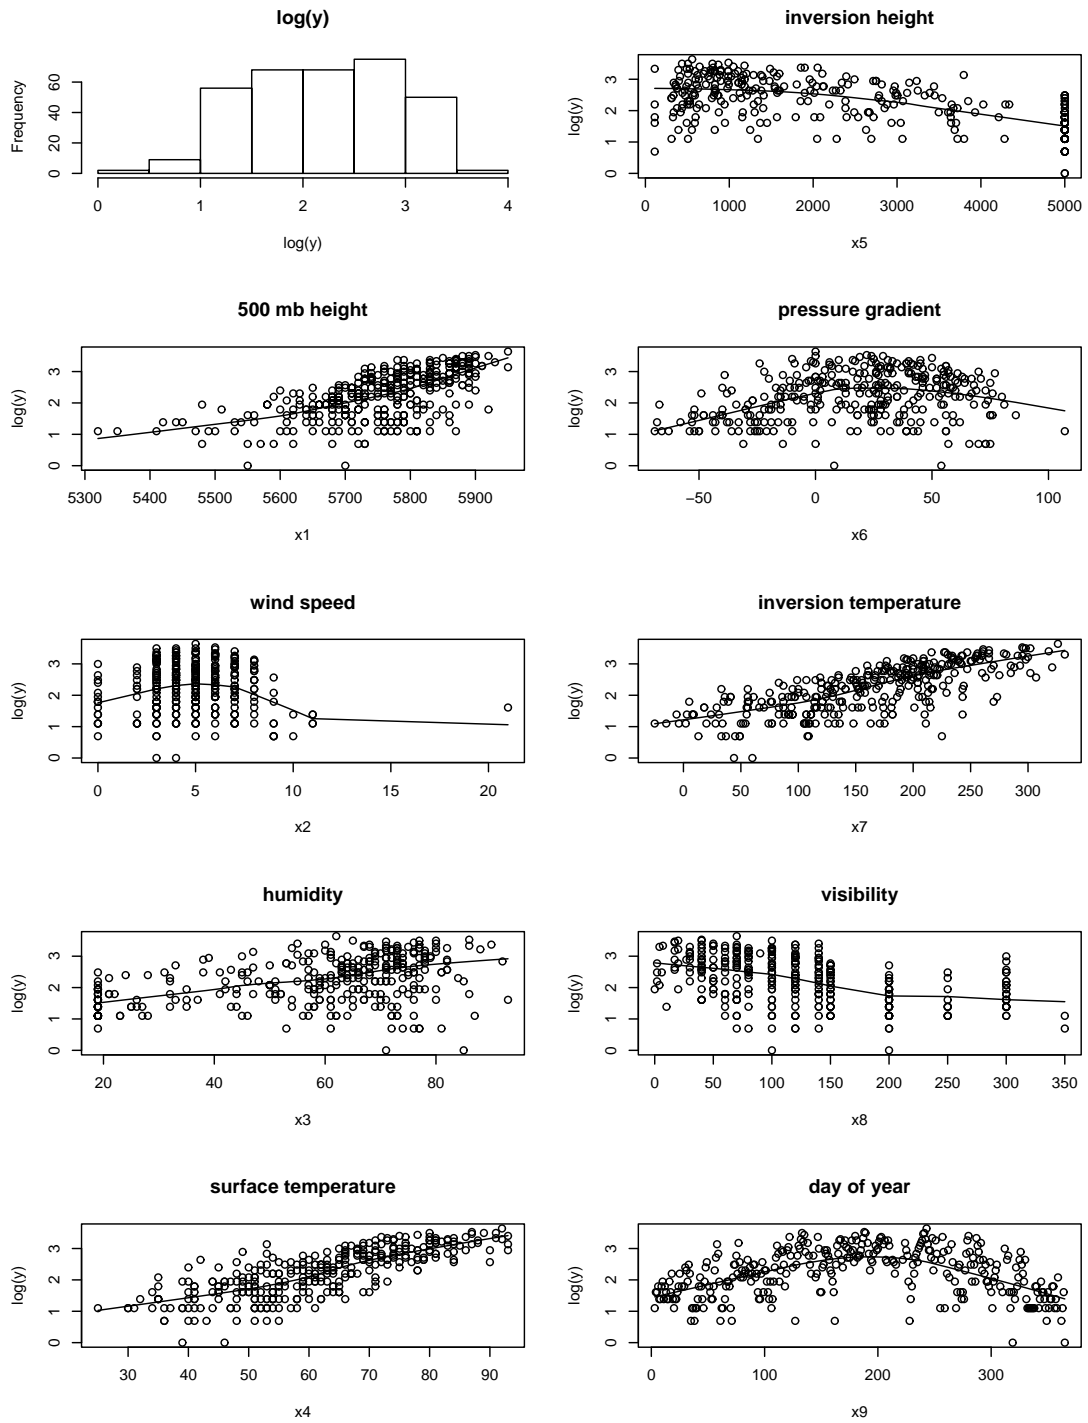 log(y)
Frequency
0 20 40 60
0 1 2 3 4
log(y)
inversion height
log(y)
0 1 2 3
0 1000 2000 3000 4000 5000
x5
500 mb height
log(y)
0 1 2 3
5300 5400 5500 5600 5700 5800 5900
x1
pressure gradient
log(y)
0 1 2 3
−50 0 50 100
x6
wind speed
log(y)
0 1 2 3
0 5 10 15 20
x2
inversion temperature
log(y)
0 1 2 3
0 50 100 150 200 250 300
x7
humidity
log(y)
0 1 2 3
20 40 60 80
x3
visibility
log(y)
0 1 2 3
0 50 100 150 200 250 300 350
x8
surface temperature
log(y)
0 1 2 3
30 40 50 60 70 80 90
x4
day of year
log(y)
0 1 2 3
0 100 200 300
x9